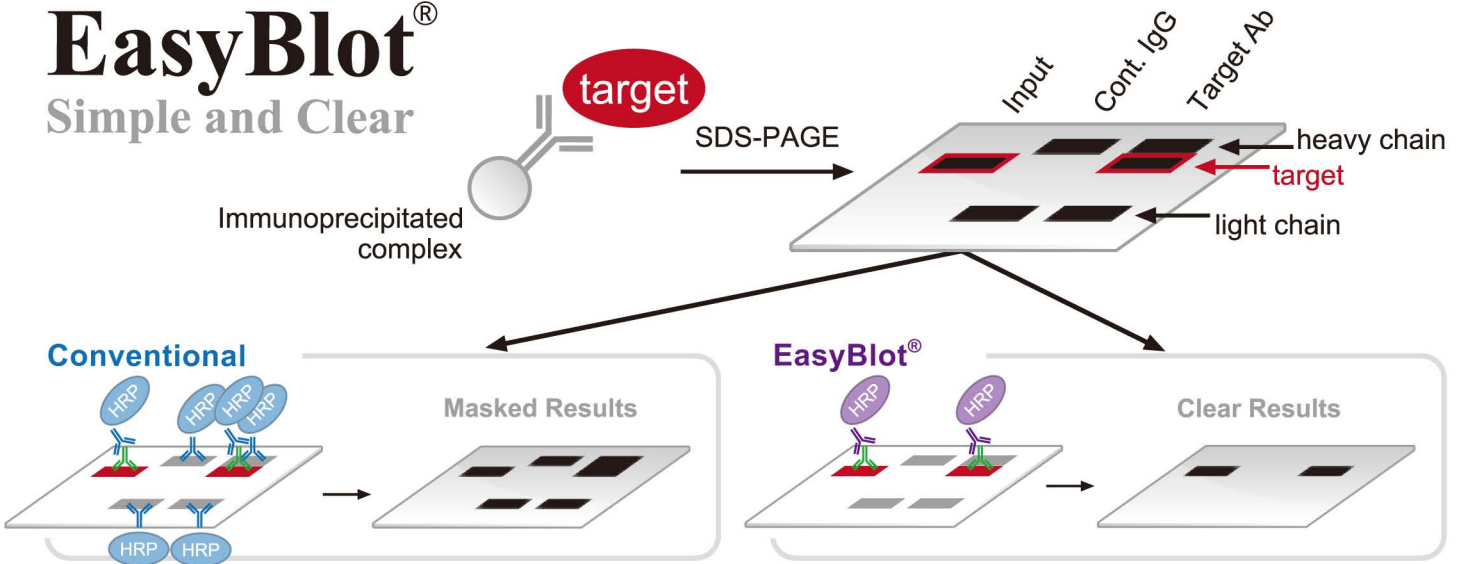 EasyBlot®
Simple and Clear
target
Immunoprecipitated
complex
SDS-PAGE
Input
Cont. IgG
Target Ab
heavy chain
target
light chain
Conventional
HRP
HRP
HRP
HRP
HRP
HRP
Masked Results
EasyBlot®
HRP
HRP
Clear Results